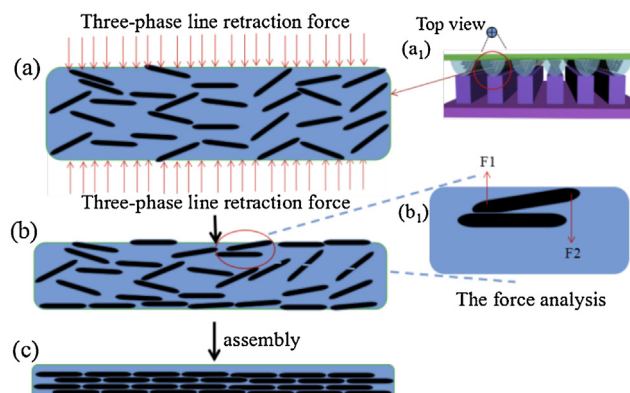 Three-phase line retraction force
Top view
(a)
(a1)
Three-phase line retraction force
F1
(b)
(b1)
F2
The force analysis
assembly
(c)